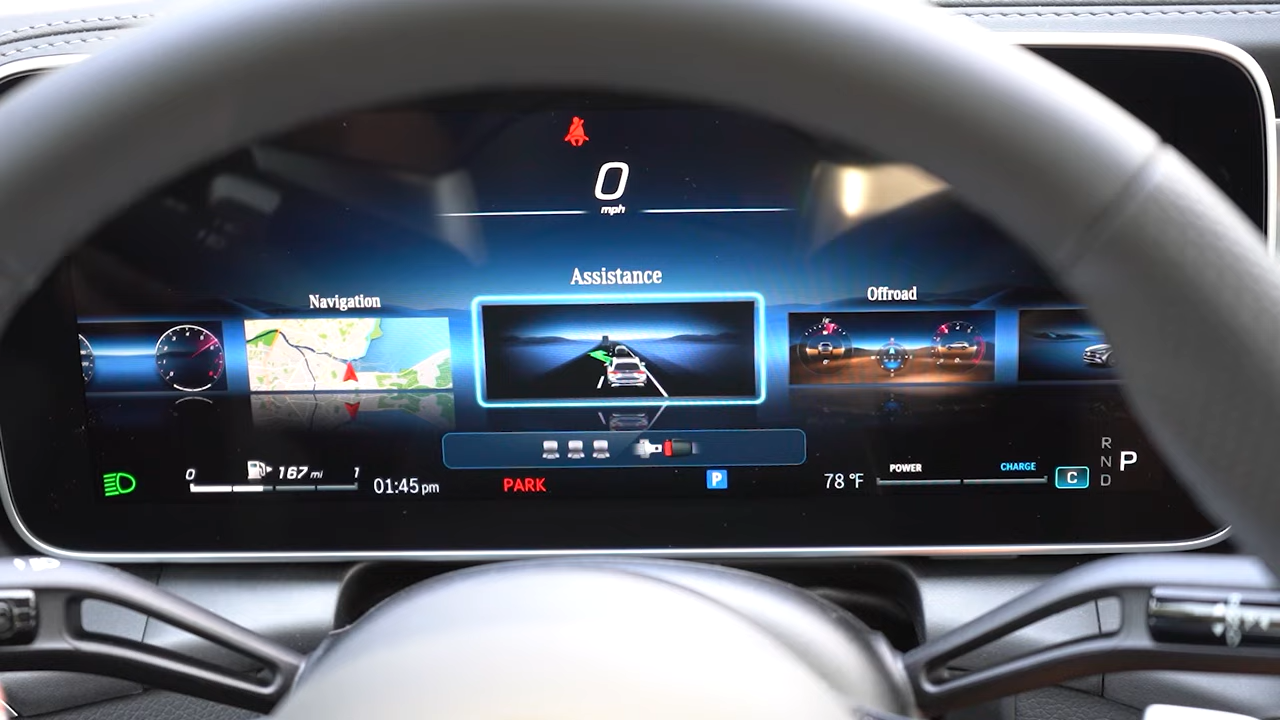 0
mph
Assistance
Navigation
Offroad
0 167 mi 1
01:45 pm
PARK
P
78 °F
POWER CHARGE
C
R
N
D
P